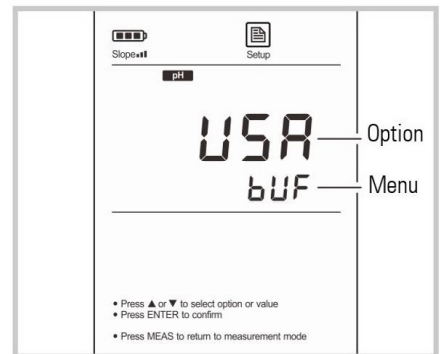 Slope
Setup
pH
USA
Option
bUF
Menu
• Press ▲ or ▼ to select option or value
• Press ENTER to confirm
• Press MEAS to return to measurement mode